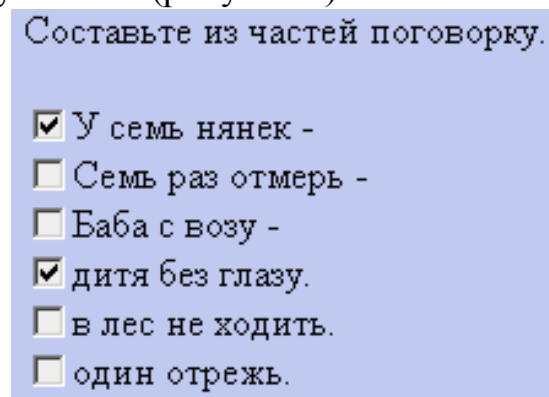 Составьте из частей поговорку.
У семь нянек -
Семь раз отмерь -
Баба с возу -
дитя без глазу.
в лес не ходить.
один отрежь.